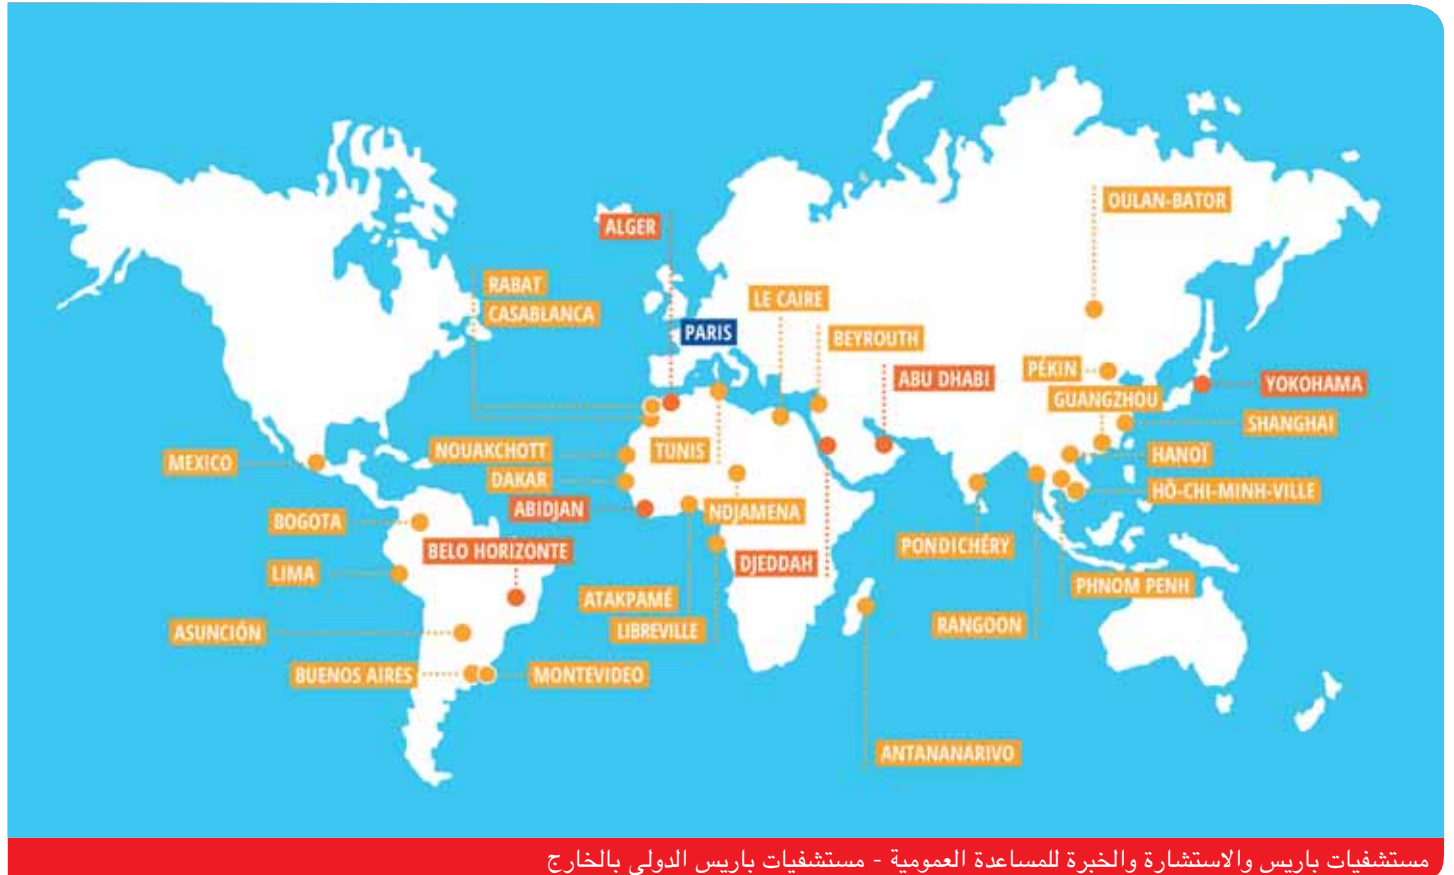 OULAN-BATOR
ALGER
RABAT
CASABLANCA
LE CAIRE
PARIS
BEYROUTH
ABU DHABI
PÉKIN
YOKOHAMA
GUANGZHOU
SHANGHAI
NOUAKCHOTT
TUNIS
HANOÏ
MEXICO
DAKAR
HÔ-CHI-MINH-VILLE
ABIDJAN
NDJAMENA
BOGOTA
PONDICHÉRY
BELO HORIZONTE
DJEDDAH
LIMA
PHNOM PENH
ATAKPAMÉ
RANGOON
LIBREVILLE
ASUNCIÓN
BUENOS AIRES
MONTEVIDEO
ANTANANARIVO
مستشفيات باريس والاستشارة والخبرة للمساعدة العمومية - مستشفيات باريس الدولي بالخارج